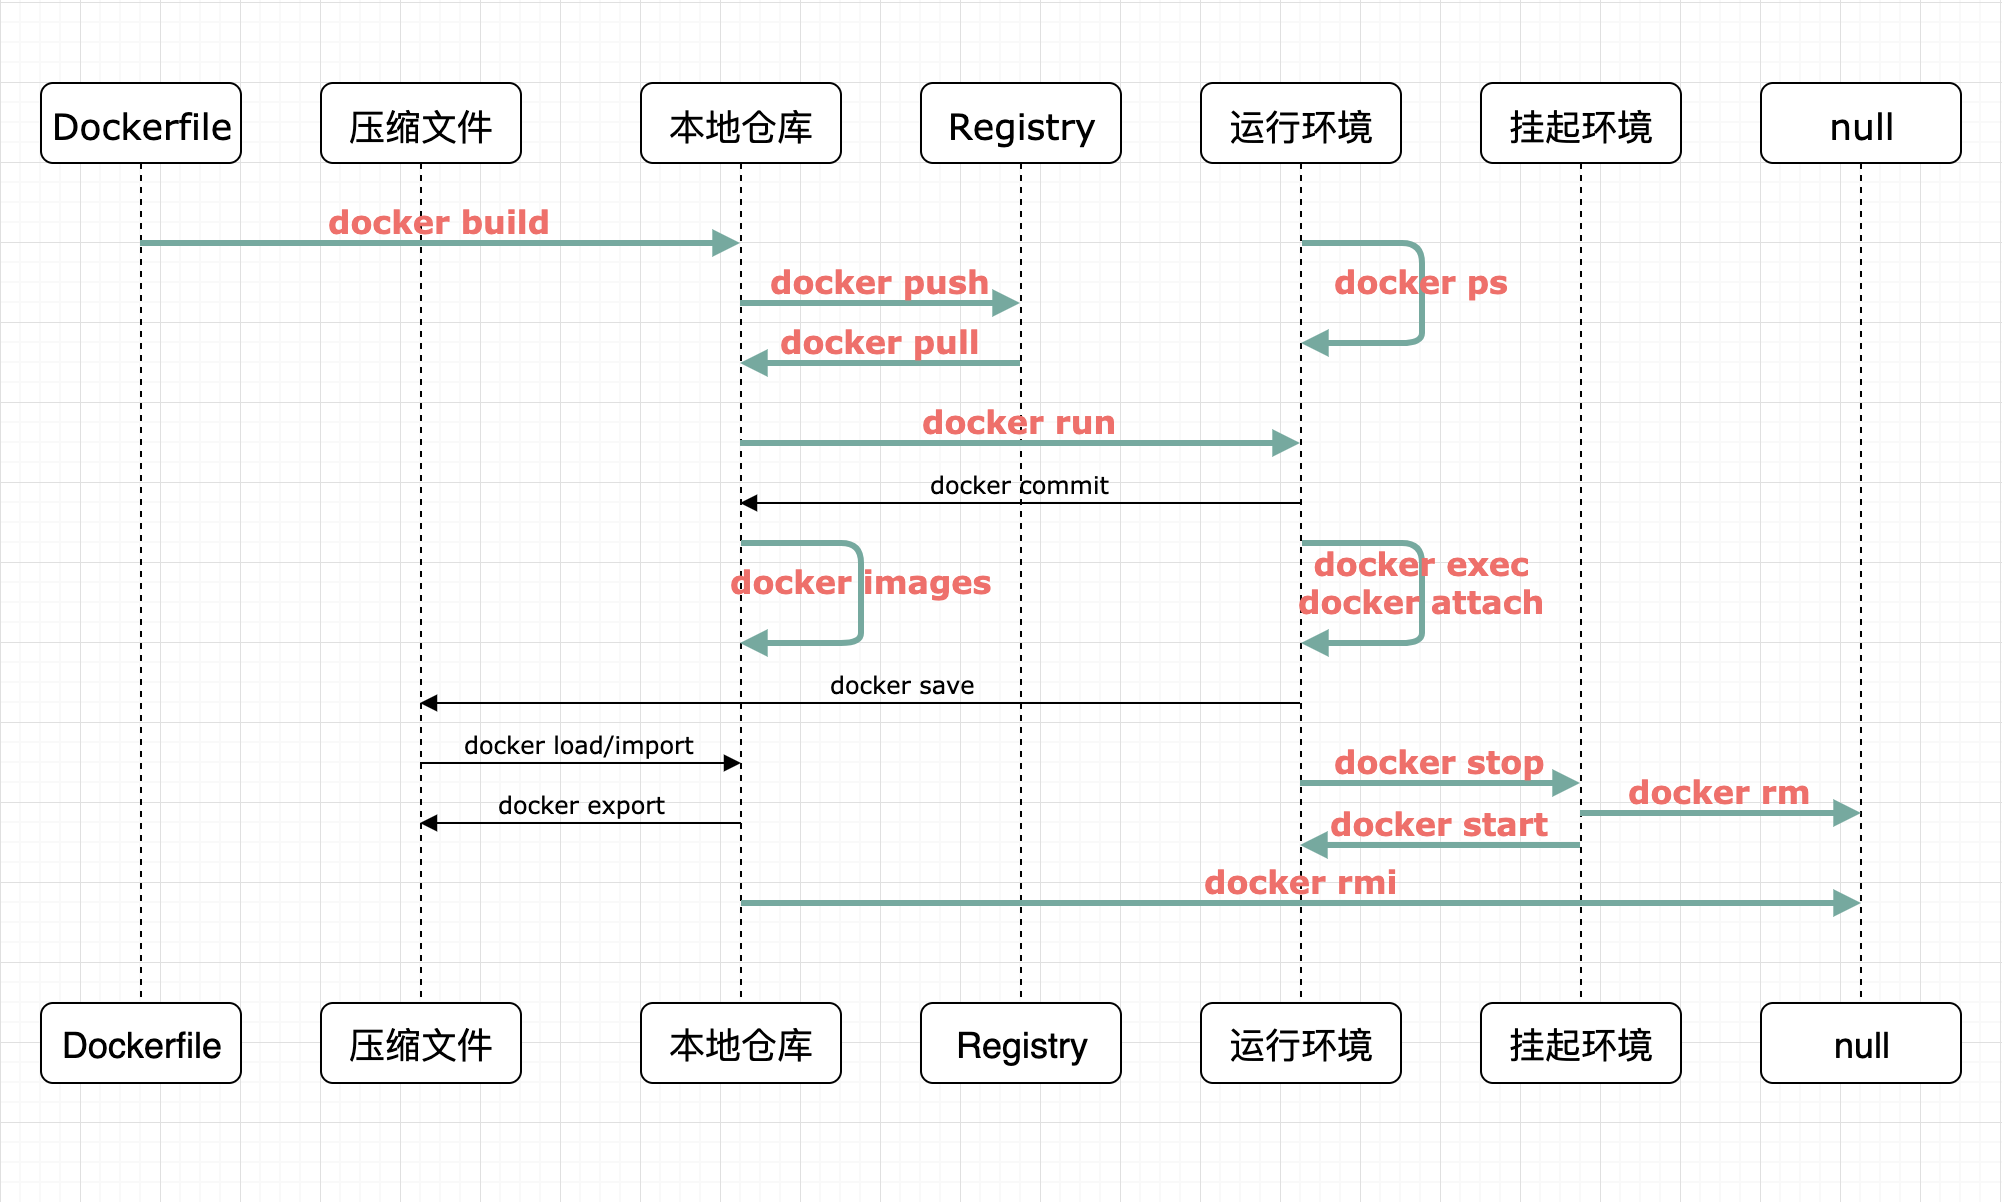 Dockerfile
压缩文件
本地仓库
Registry
运行环境
挂起环境
null
docker build
docker push
docker ps
docker pull
docker run
docker commit
docker images
docker exec
docker attach
docker save
docker load/import
docker stop
docker rm
docker export
docker start
docker rmi
Dockerfile
压缩文件
本地仓库
Registry
运行环境
挂起环境
null